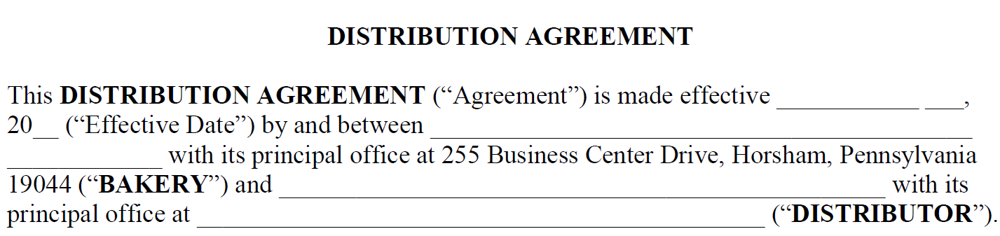 DISTRIBUTION AGREEMENT
This DISTRIBUTION AGREEMENT (“Agreement”) is made effective ___________ ___,
20__ (“Effective Date”) by and between __________________________________________
____________ with its principal office at 255 Business Center Drive, Horsham, Pennsylvania
19044 (“BAKERY”) and _______________________________________________ with its
principal office at ____________________________________________ (“DISTRIBUTOR”).